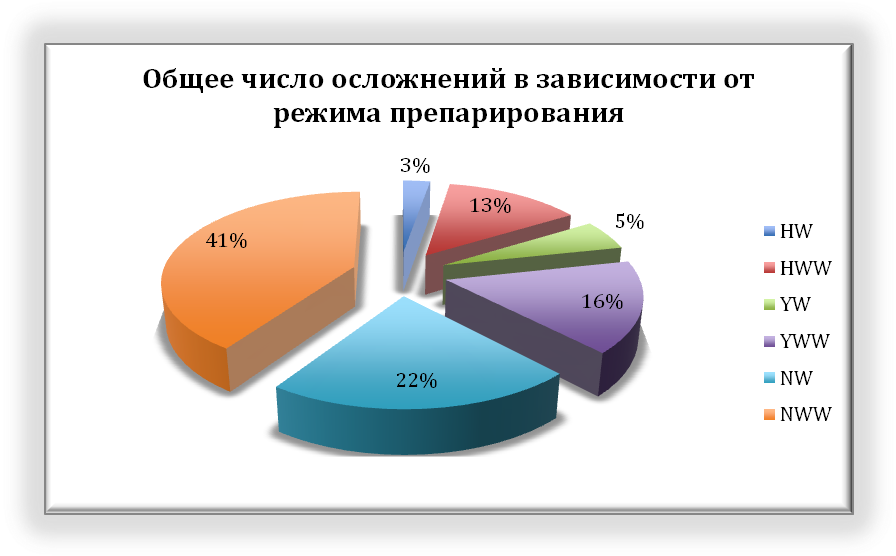 Общее число осложнений в зависимости от
режима препарирования
3%
13%
5%
41%
16%
22%
HW
HWW
YW
YWW
NW
NWW